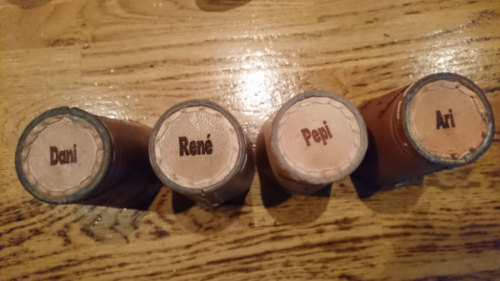 Dani
René
Pepi
Ari